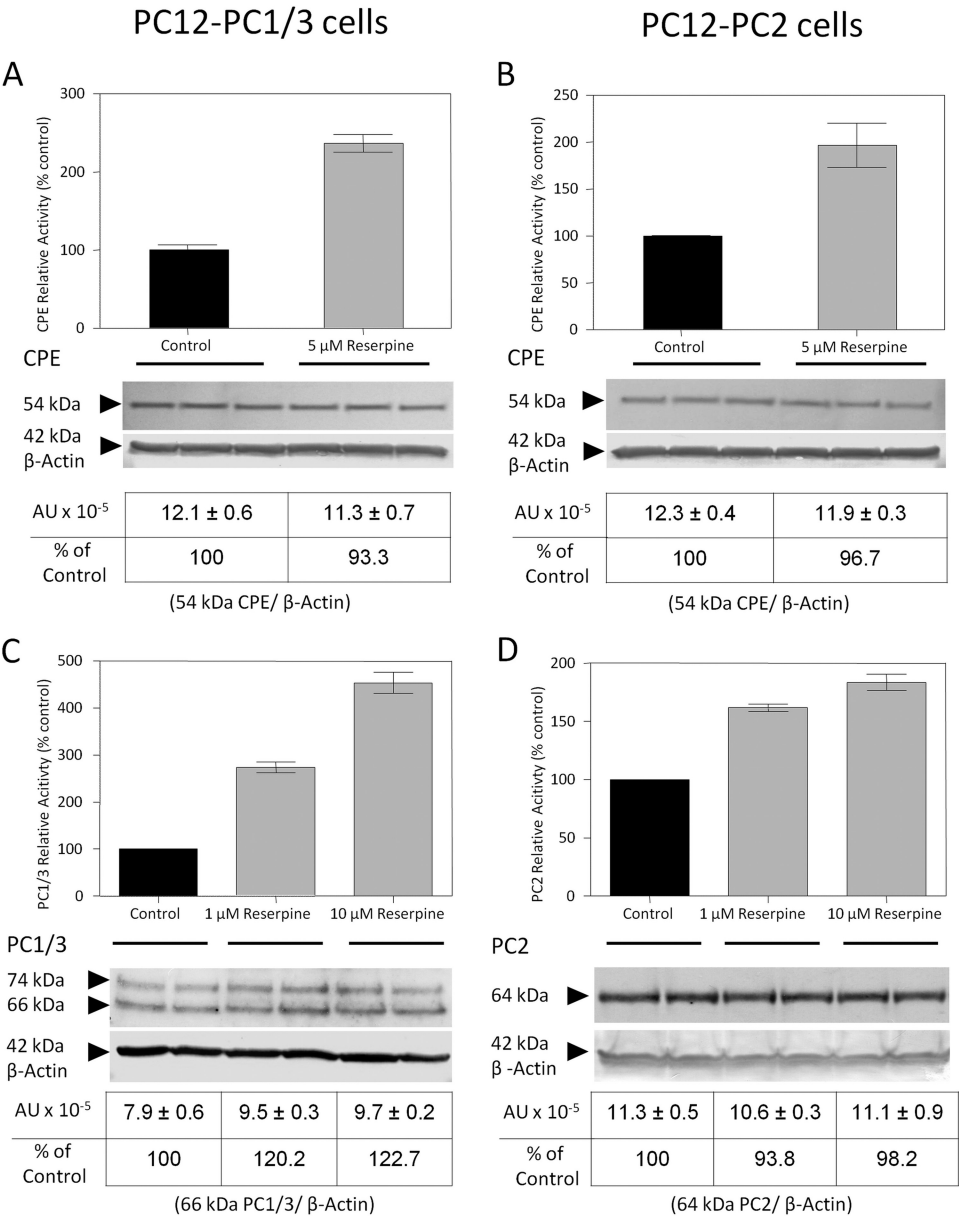 PC12-PC1/3 cells
PC12-PC2 cells
A
300
200
100
0
CPE Relative Activity (% control)
Control
5 µM Reserpine
CPE
54 kDa
42 kDa
β-Actin
AU x 10-5
12.1 ± 0.6
11.3 ± 0.7
% of
Control
100
93.3
(54 kDa CPE/ β-Actin)
B
250
200
150
100
50
0
CPE Relative Activity (% control)
Control
5 µM Reserpine
CPE
54 kDa
42 kDa
β-Actin
AU x 10-5
12.3 ± 0.4
11.9 ± 0.3
% of
Control
100
96.7
(54 kDa CPE/ β-Actin)
C
500
400
300
200
100
0
PC1/3 Relative Acitivty (% control)
Control
1 µM Reserpine
10 µM Reserpine
PC1/3
74 kDa
66 kDa
42 kDa
β-Actin
AU x 10-5
7.9 ± 0.6
9.5 ± 0.3
9.7 ± 0.2
% of
Control
100
120.2
122.7
(66 kDa PC1/3/ β-Actin)
D
200
150
100
50
0
PC2 Relative Acitivty (% control)
Control
1 µM Reserpine
10 µM Reserpine
PC2
64 kDa
42 kDa
β -Actin
AU x 10-5
11.3 ± 0.5
10.6 ± 0.3
11.1 ± 0.9
% of
Control
100
93.8
98.2
(64 kDa PC2/ β-Actin)